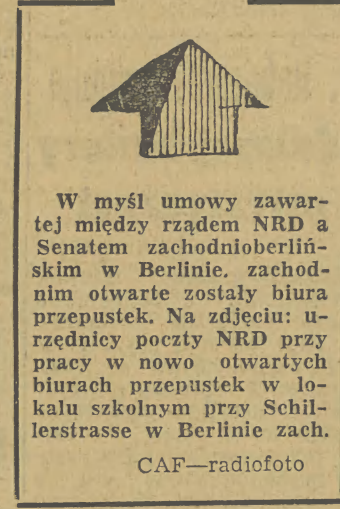 W myśl umowy zawar-
tej między rządem NRD a
Senatem zachodnioberliń-
skim w Berlinie. zachod-
nim otwarte zostały biura
przepustek. Na zdjęciu: u-
rzędnicy poczty NRD przy
pracy w nowo otwartych
biurach przepustek w lo-
kalu szkolnym przy Schil-
lerstrasse w Berlinie zach.
CAF—radiofoto